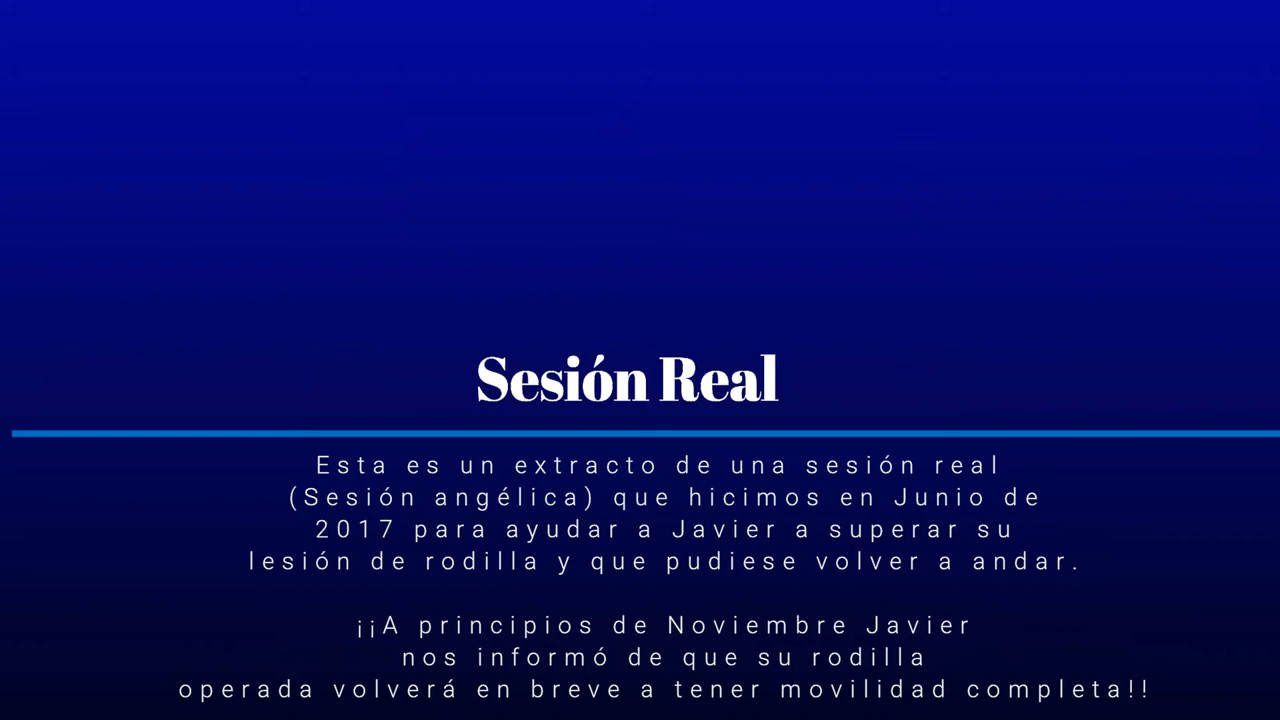 Sesión Real
Esta es un extracto de una sesión real
(Sesión angélica) que hicimos en Junio de
2017 para ayudar a Javier a superar su
lesión de rodilla y que pudiese volver a andar.
¡¡A principios de Noviembre Javier
nos informó de que su rodilla
operada volverá en breve a tener movilidad completa!!